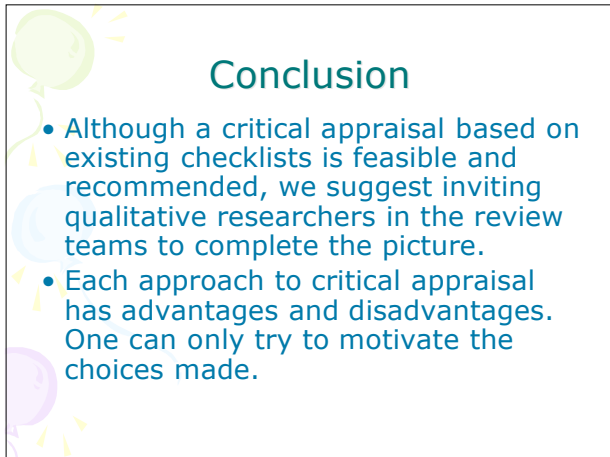 Conclusion
• Although a critical appraisal based on
existing checklists is feasible and
recommended, we suggest inviting
qualitative researchers in the review
teams to complete the picture.
• Each approach to critical appraisal
has advantages and disadvantages.
One can only try to motivate the
choices made.